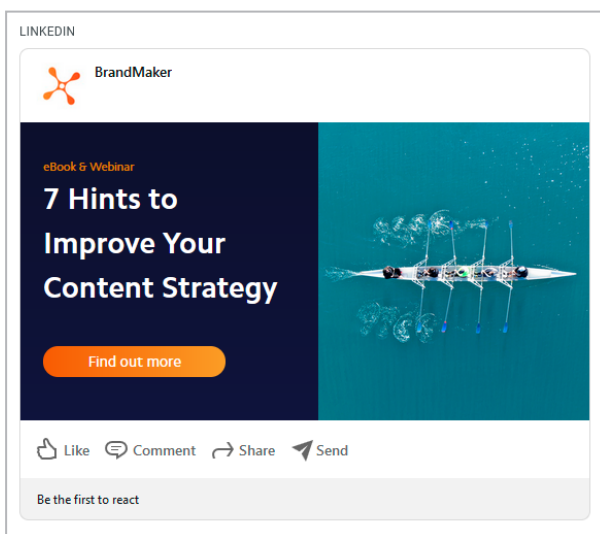 LINKEDIN
BrandMaker
eBook & Webinar
7 Hints to
Improve Your
Content Strategy
Find out more
Like Comment Share Send
Be the first to react